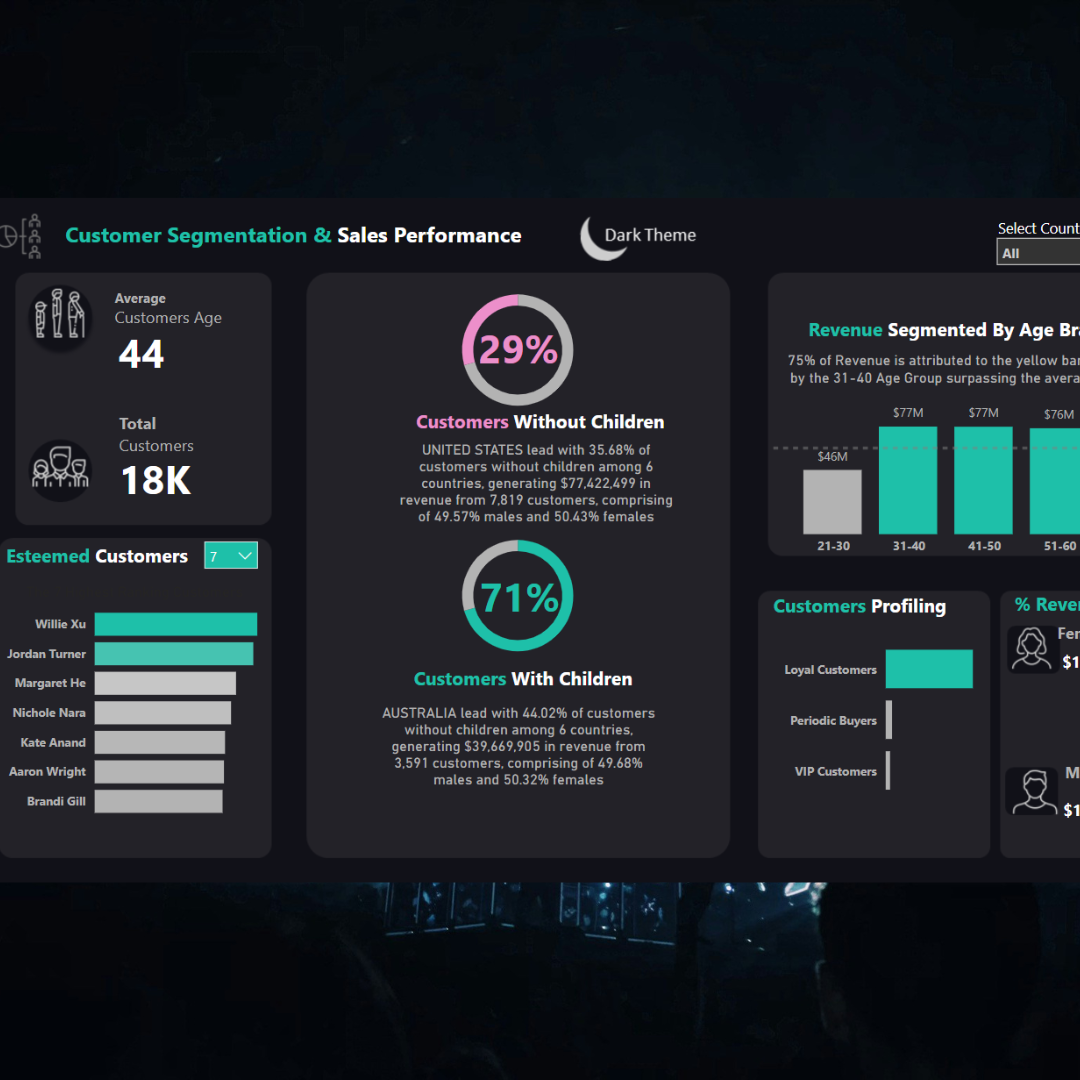 Customer Segmentation & Sales Performance
Dark Theme
Select Count
All
Average
Customers Age
44
Total
Customers
18K
Esteemed Customers
7
Willie Xu
Jordan Turner
Margaret He
Nichole Nara
Kate Anand
Aaron Wright
Brandi Gill
29%
Customers Without Children
UNITED STATES lead with 35.68% of
customers without children among 6
countries, generating $77,422,499 in
revenue from 7,819 customers, comprising
of 49.57% males and 50.43% females
71%
Customers With Children
AUSTRALIA lead with 44.02% of customers
without children among 6 countries,
generating $39,669,905 in revenue from
3,591 customers, comprising of 49.68%
males and 50.32% females
Revenue Segmented By Age Bra
75% of Revenue is attributed to the yellow bar
by the 31-40 Age Group surpassing the avera
$46M
$77M
$77M
$76M
21-30
31-40
41-50
51-60
Customers Profiling
Loyal Customers
Periodic Buyers
VIP Customers
% Rever
Fer
$1
M
$1